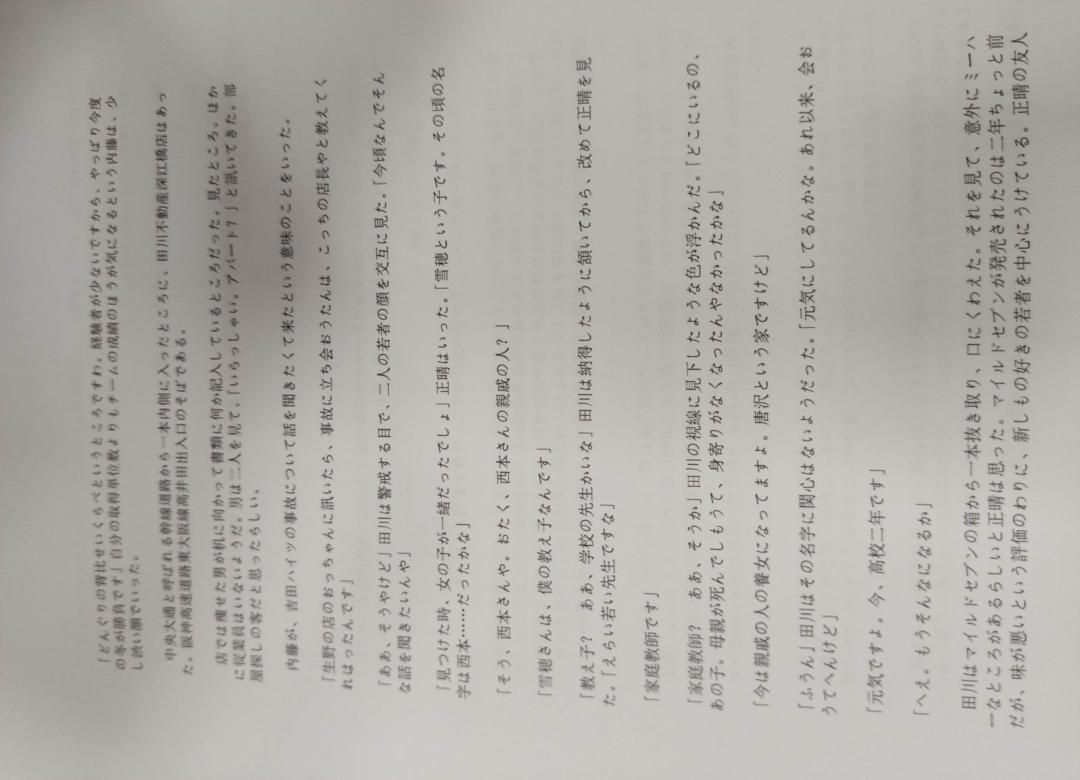 「どんぐりの背比せいくらべというところですわ。経験者が少ないですから、やっぱり今度
の冬が勝負です」自分の取得単位数よりもチームの成績のほうが気になるという内藤は、少
し渋い顔でいった。
中央大通と呼ばれる幹線道路から一本内側に入ったところに、田川不動産深江橋店はあっ
た。阪神高速道路東大阪線高井田出入口のそばである。
店では痩せた男が机に向かって書類に何か記入しているところだった。見たところ、ほか
に従業員はいないようだ。男は二人を見て、「いらっしゃい。アパート?」と訊いてきた。部
屋探しの客だと思ったらしい。
内藤が、吉田ハイツの事故について話を聞きたくて来たという意味のことをいった。
「生野の店のおっちゃんに訊いたら、事故に立ち会おうたんは、こっちの店長やと教えてく
れはったんです」
「ああ、そうやけど」田川は警戒する目で、二人の若者の顔を交互に見た。「今頃なんでそん
な話を聞きたいんや」
「見つけた時、女の子が一緒だったでしょ」正晴はいった。「雪穂という子です。その頃の名
字は西本……だったかな」
「そう、西本さんや。おたく、西本さんの親戚の人?」
「雪穂さんは、僕の教え子なんです」
「教え子? ああ、学校の先生かいな」田川は納得したように頷いてから、改めて正晴を見
た。「えらい若い先生ですな」
「家庭教師です」
「家庭教師? ああ、そうか」田川の視線に見下したような色が浮かんだ。「どこにいるの、
あの子。母親が死んでしもうて、身寄りがなくなったんやなかったかな」
「今は親戚の人の養女になってますよ。唐沢という家ですけど」
「ふうん」田川はその名字に関心はないようだった。「元気にしてるんかな。あれ以来、会お
うてへんけど」
「元気ですよ。今、高校二年です」
「へえ。もうそんなになるか」
田川はマイルドセブンの箱から一本抜き取り、口にくわえた。それを見て、意外にミーハ
ーなところがあるらしいと正晴は思った。マイルドセブンが発売されたのは二年ちょっと前
だが、味が悪いという評価のわりに、新しもの好きの若者を中心にうけている。正晴の友人